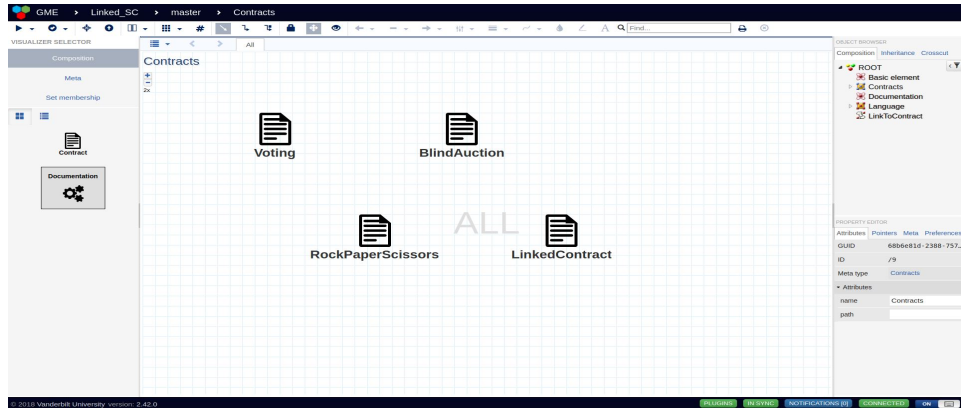 GME > Linked_SC > master > Contracts
Find...
VISUALIZER SELECTOR
Composition
Meta
Set membership
Contract
Documentation
All
Contracts
+
-
2x
ALL
Voting
BlindAuction
RockPaperScissors
LinkedContract
OBJECT BROWSER
Composition Inheritance Crosscut
ROOT
Basic element
Contracts
Documentation
Language
LinkToContract
PROPERTY EDITOR
Attributes Pointers Meta Preferences
GUID 68b6e81d-2388-757...
ID /9
Meta type Contracts
Attributes
name Contracts
path
© 2018 Vanderbilt University version: 2.42.0
PLUGINS IN SYNC NOTIFICATIONS [0] CONNECTED ON